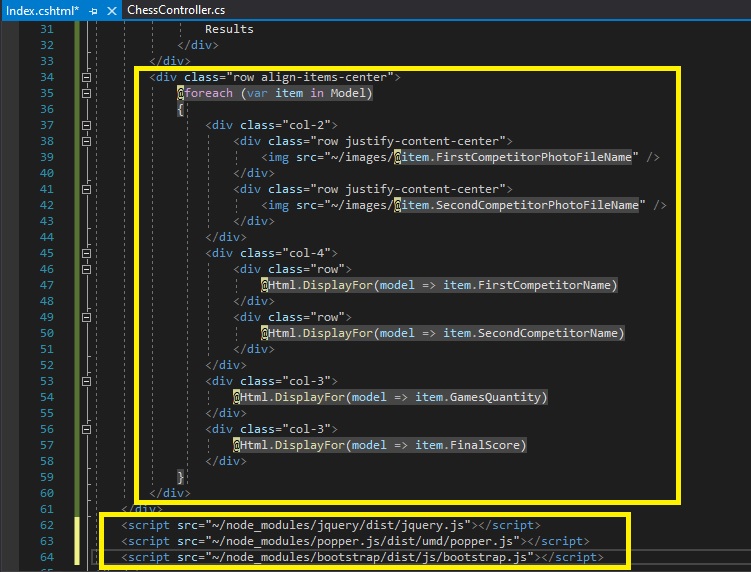 Index.cshtml* ChessController.cs
31 Results
32 </div>
33 </div>
34 <div class="row align-items-center">
35 @foreach (var item in Model)
36 {
37 <div class="col-2">
38 <div class="row justify-content-center">
39 <img src="~/images/@item.FirstCompetitorPhotoFileName" />
40 </div>
41 <div class="row justify-content-center">
42 <img src="~/images/@item.SecondCompetitorPhotoFileName" />
43 </div>
44 </div>
45 <div class="col-4">
46 <div class="row">
47 @Html.DisplayFor(model => item.FirstCompetitorName)
48 </div>
49 <div class="row">
50 @Html.DisplayFor(model => item.SecondCompetitorName)
51 </div>
52 </div>
53 <div class="col-3">
54 @Html.DisplayFor(model => item.GamesQuantity)
55 </div>
56 <div class="col-3">
57 @Html.DisplayFor(model => item.FinalScore)
58 </div>
59 }
60 </div>
61 </div>
62 <script src="~/node_modules/jquery/dist/jquery.js"></script>
63 <script src="~/node_modules/popper.js/dist/umd/popper.js"></script>
64 <script src="~/node_modules/bootstrap/dist/js/bootstrap.js"></script>